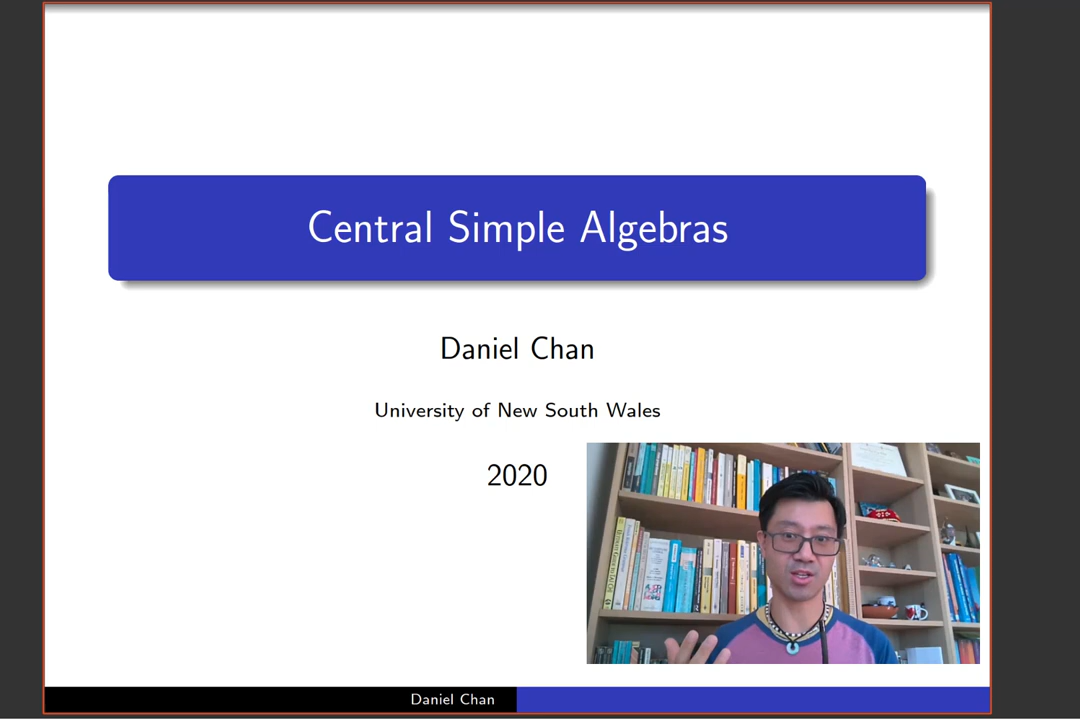 Central Simple Algebras
Daniel Chan
University of New South Wales
2020
Daniel Chan